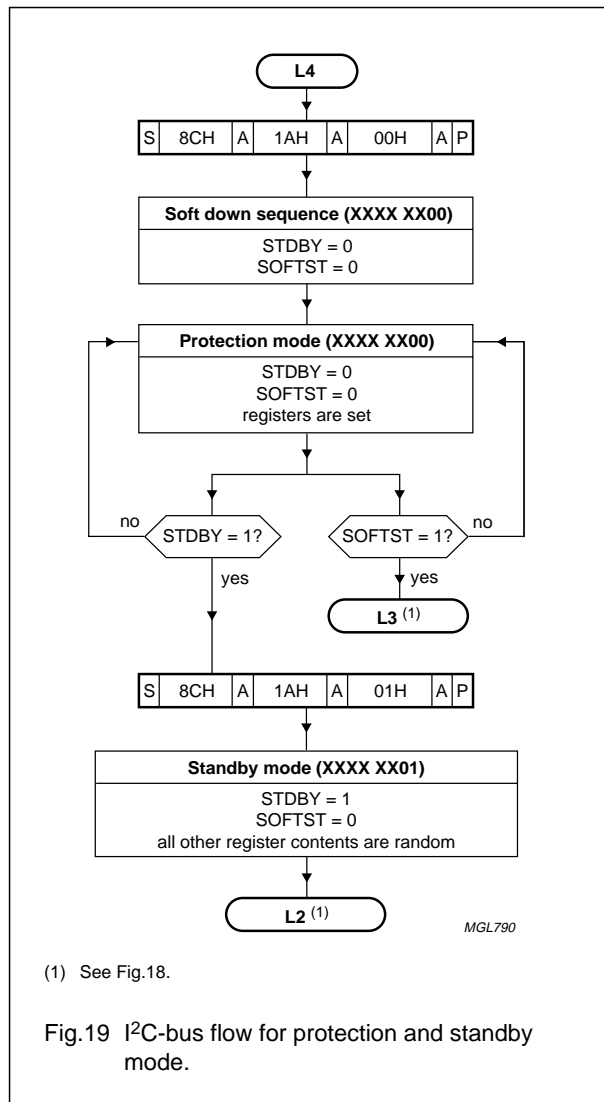 L4
S 8CH A 1AH A 00H A P
Soft down sequence (XXXX XX00)
STDBY = 0
SOFTST = 0
Protection mode (XXXX XX00)
STDBY = 0
SOFTST = 0
registers are set
no STDBY = 1? SOFTST = 1? no
yes yes
L3 (1)
S 8CH A 1AH A 01H A P
Standby mode (XXXX XX01)
STDBY = 1
SOFTST = 0
all other register contents are random
L2 (1)
MGL790
(1) See Fig.18.
Fig.19 I²C-bus flow for protection and standby
mode.